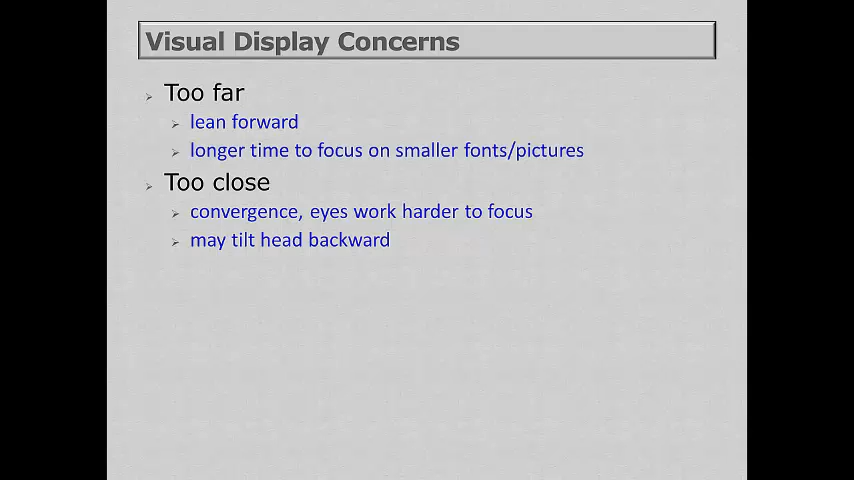 Visual Display Concerns
Too far
lean forward
longer time to focus on smaller fonts/pictures
Too close
convergence, eyes work harder to focus
may tilt head backward